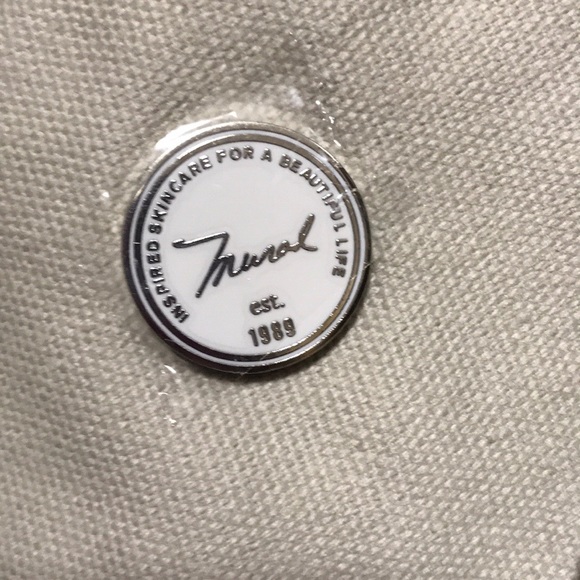 INSPIRED SKINCARE FOR A BEAUTIFUL LIFE
Murad
est.
1989